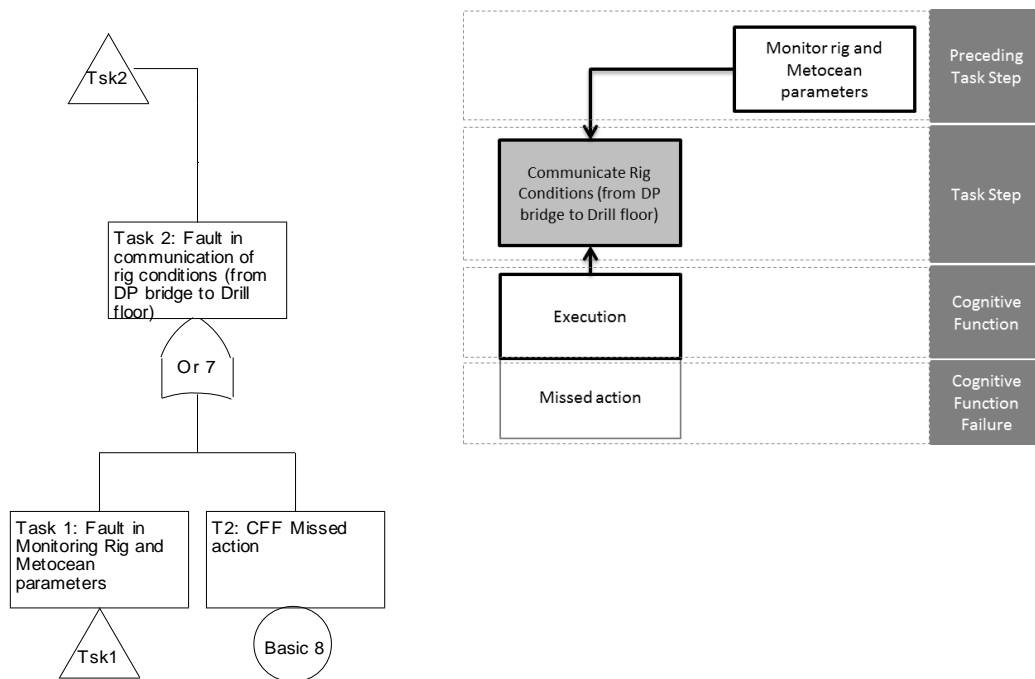 Tsk2
Task 2: Fault in
communication of
rig conditions (from
DP bridge to Drill
floor)
Or 7
Task 1: Fault in
Monitoring Rig and
Metocean
parameters
Tsk1
T2: CFF Missed
action
Basic 8
Monitor rig and
Metocean
parameters
Preceding
Task Step
Communicate Rig
Conditions (from DP
bridge to Drill floor)
Task Step
Execution
Cognitive
Function
Missed action
Cognitive
Function
Failure